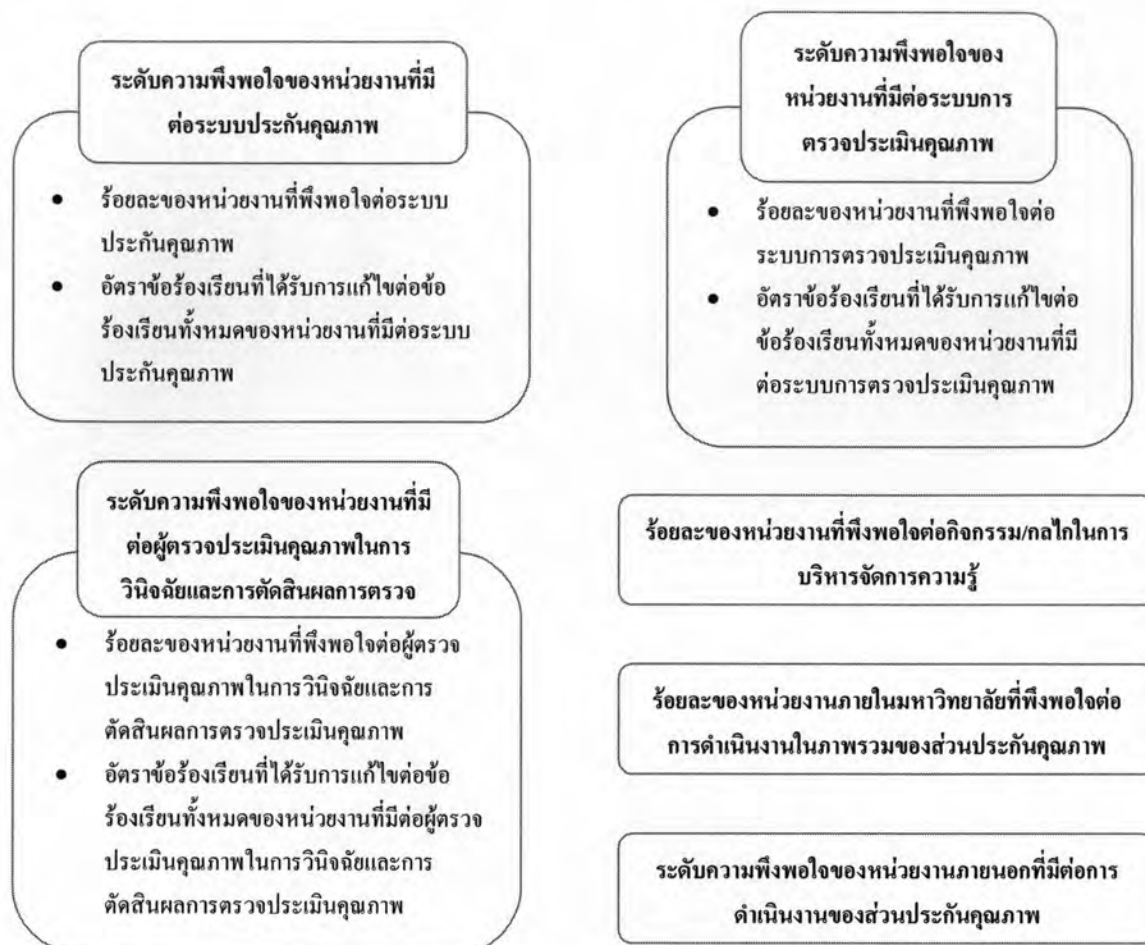 ระดับความพึงพอใจของหน่วยงานที่มี
ต่อระบบประกันคุณภาพ
• ร้อยละของหน่วยงานที่พึงพอใจต่อระบบ
ประกันคุณภาพ
• อัตราข้อร้องเรียนที่ได้รับการแก้ไขต่อข้อ
ร้องเรียนทั้งหมดของหน่วยงานที่มีต่อระบบ
ประกันคุณภาพ
ระดับความพึงพอใจของ
หน่วยงานที่มีต่อระบบการ
ตรวจประเมินคุณภาพ
• ร้อยละของหน่วยงานที่พึงพอใจต่อ
ระบบการตรวจประเมินคุณภาพ
• อัตราข้อร้องเรียนที่ได้รับการแก้ไขต่อ
ข้อร้องเรียนทั้งหมดของหน่วยงานที่มี
ต่อระบบการตรวจประเมินคุณภาพ
ระดับความพึงพอใจของหน่วยงานที่มี
ต่อผู้ตรวจประเมินคุณภาพในการ
วินิจฉัยและการตัดสินผลการตรวจ
• ร้อยละของหน่วยงานที่พึงพอใจต่อผู้ตรวจ
ประเมินคุณภาพในการวินิจฉัยและการ
ตัดสินผลการตรวจประเมินคุณภาพ
• อัตราข้อร้องเรียนที่ได้รับการแก้ไขต่อข้อ
ร้องเรียนทั้งหมดของหน่วยงานที่มีต่อผู้ตรวจ
ประเมินคุณภาพในการวินิจฉัยและการ
ตัดสินผลการตรวจประเมินคุณภาพ
ร้อยละของหน่วยงานที่พึงพอใจต่อกิจกรรม/กลไกในการ
บริหารจัดการความรู้
ร้อยละของหน่วยงานภายในมหาวิทยาลัยที่พึงพอใจต่อ
การดำเนินงานในภาพรวมของส่วนประกันคุณภาพ
ระดับความพึงพอใจของหน่วยงานภายนอกที่มีต่อการ
ดำเนินงานของส่วนประกันคุณภาพ